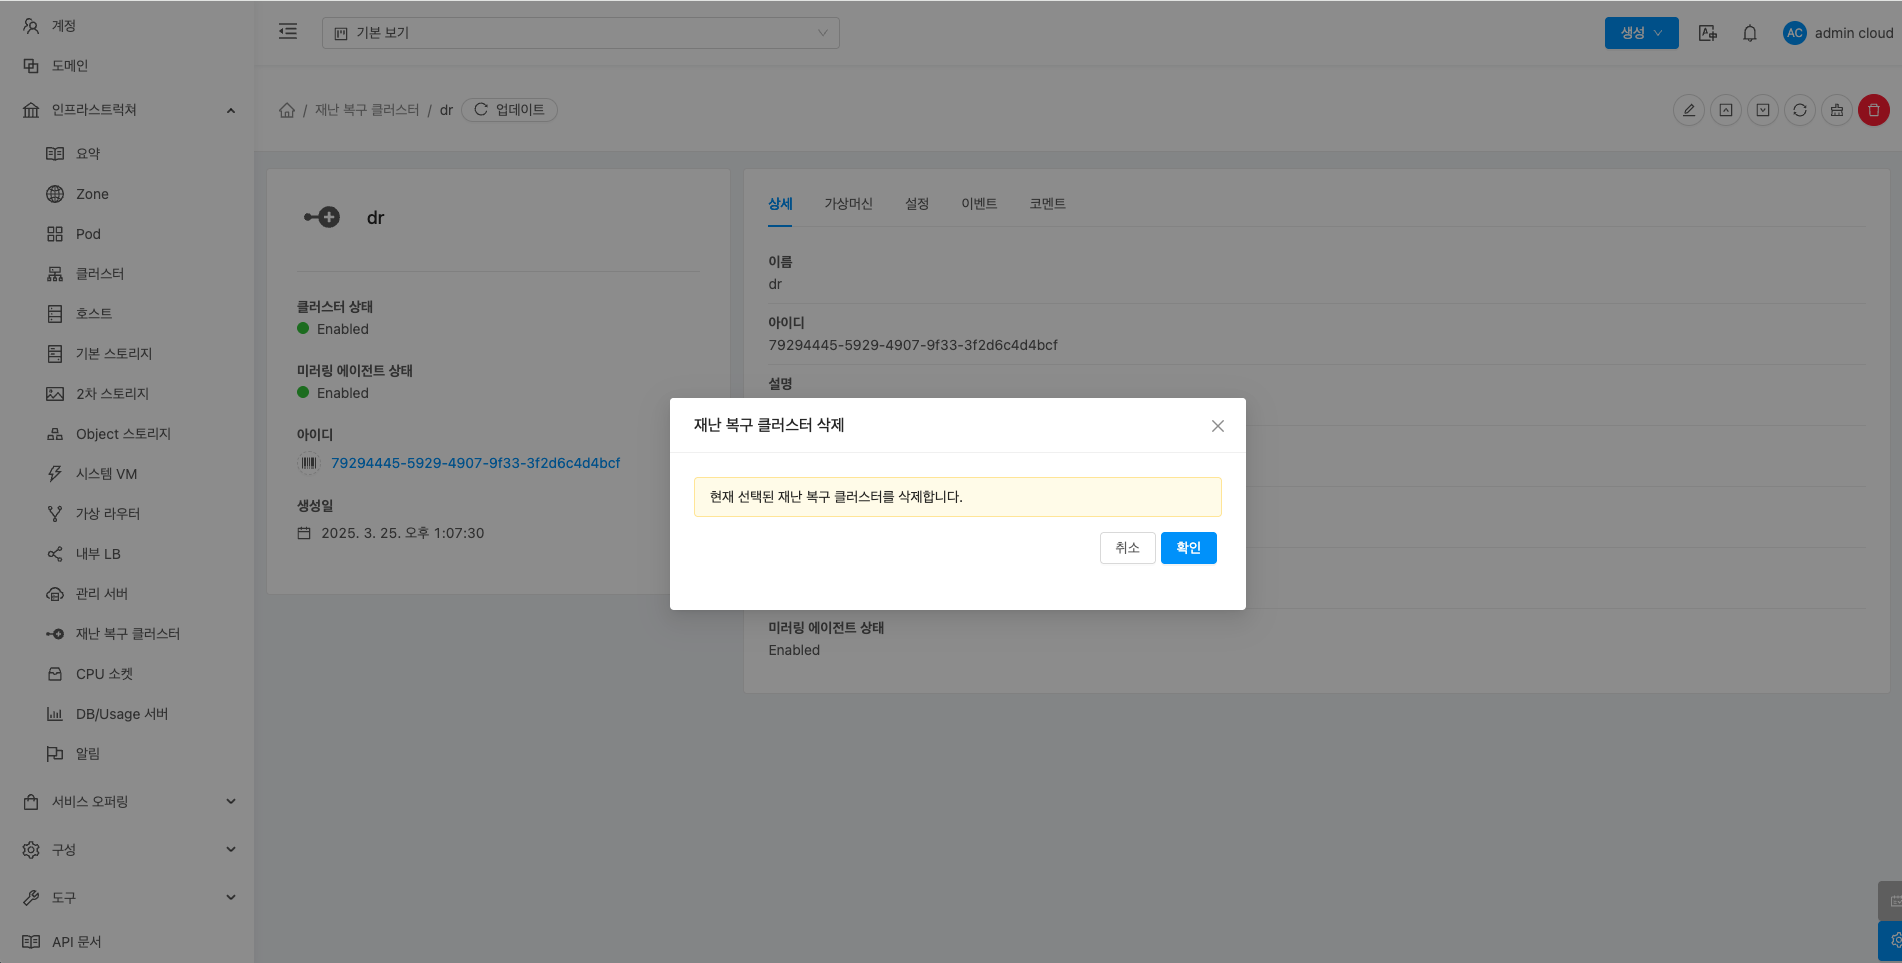 계정
도메인
인프라스트럭쳐
요약
Zone
Pod
클러스터
호스트
기본 스토리지
2차 스토리지
Object 스토리지
시스템 VM
가상 라우터
내부 LB
관리 서버
재난 복구 클러스터
CPU 소켓
DB/Usage 서버
알림
서비스 오퍼링
구성
도구
API 문서
기본 보기
생성
AC admin cloud
/ 재난 복구 클러스터 / dr 업데이트
dr
클러스터 상태
Enabled
미러링 에이전트 상태
Enabled
아이디
79294445-5929-4907-9f33-3f2d6c4d4bcf
생성일
2025. 3. 25. 오후 1:07:30
상세 가상머신 설정 이벤트 코멘트
이름
dr
아이디
79294445-5929-4907-9f33-3f2d6c4d4bcf
설명
미러링 에이전트 상태
Enabled
재난 복구 클러스터 삭제
현재 선택된 재난 복구 클러스터를 삭제합니다.
취소 확인